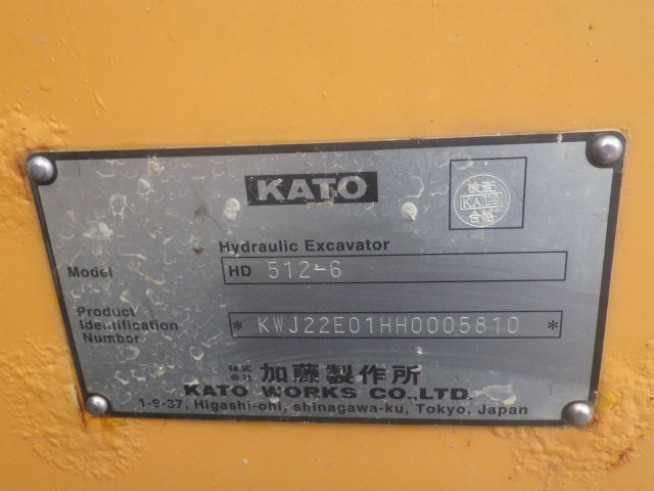 KATO
検査
KATO
合格
Hydraulic Excavator
Model HD 512-6
Product
Identification
Number
* KWJ22E01HH0005810 *
株式
会社 加藤製作所
KATO WORKS CO.,LTD.
1-9-37, Higashi-ohi, shinagawa-ku, Tokyo, Japan